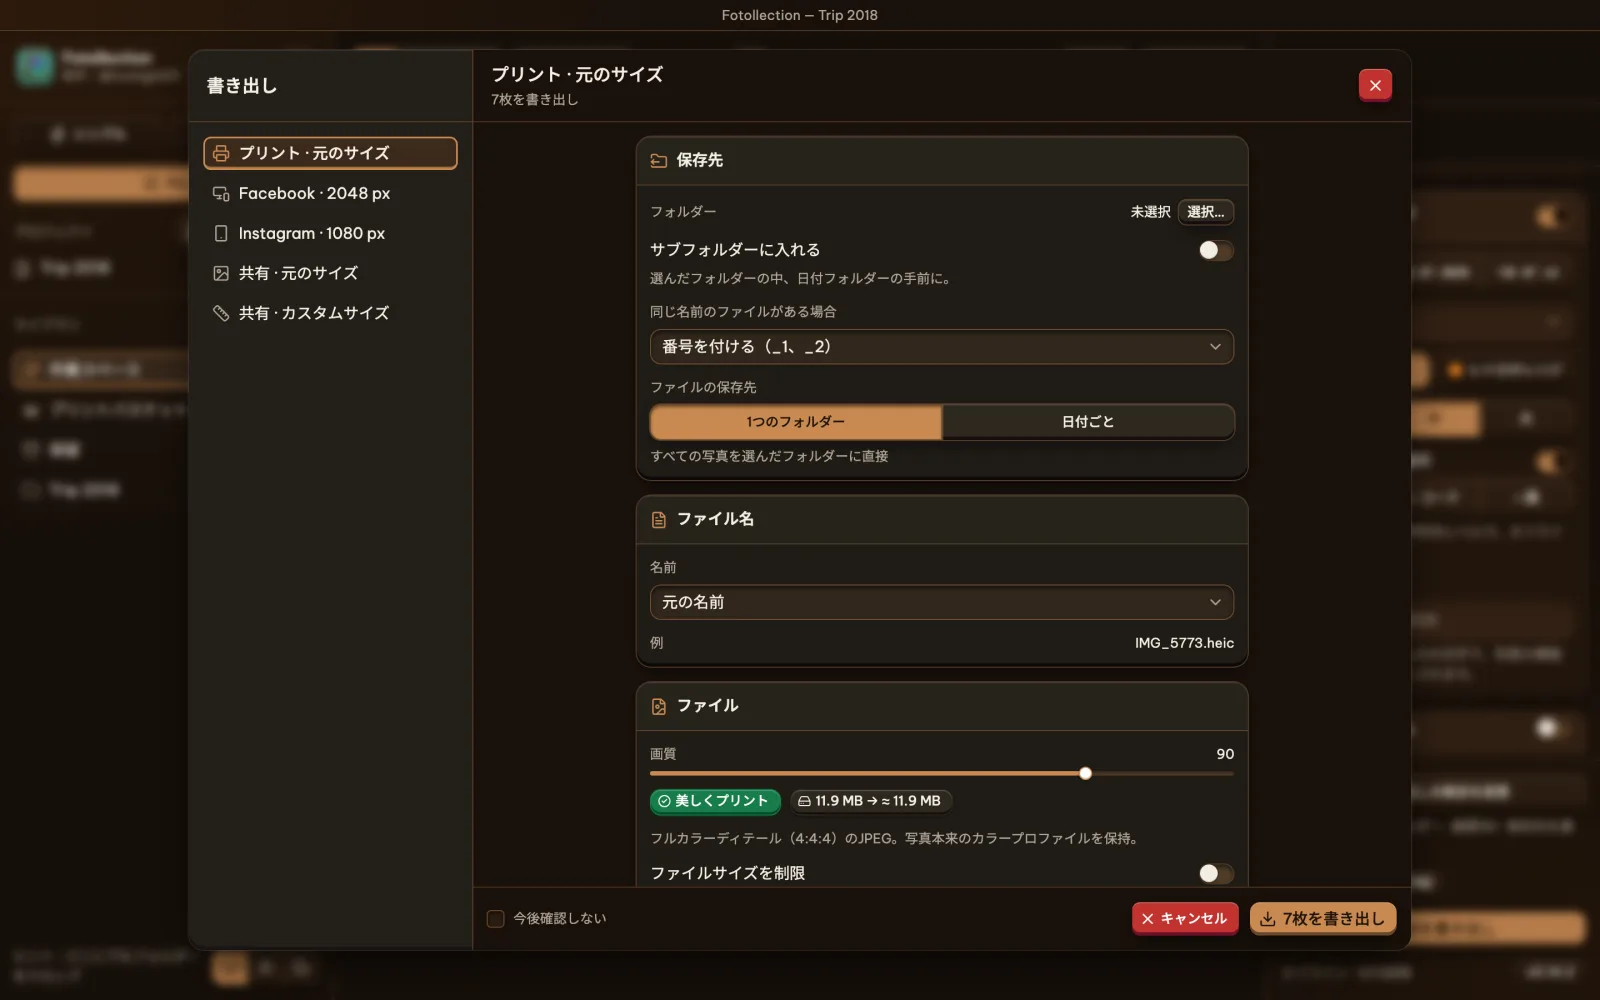 Fotollection — Trip 2018
書き出し
プリント · 元のサイズ
Facebook · 2048 px
Instagram · 1080 px
共有 · 元のサイズ
共有 · カスタムサイズ
プリント · 元のサイズ
7枚を書き出し
保存先
フォルダー
未選択
選択...
サブフォルダーに入れる
選んだフォルダーの中、日付フォルダーの手前に。
同じ名前のファイルがある場合
番号を付ける（_1、_2）
ファイルの保存先
1つのフォルダー
日付ごと
すべての写真を選んだフォルダーに直接
ファイル名
名前
元の名前
例
IMG_5773.heic
ファイル
画質
90
美しくプリント
11.9 MB → ≈ 11.9 MB
フルカラーディテール（4:4:4）のJPEG。写真本来のカラープロファイルを保持。
ファイルサイズを制限
今後確認しない
キャンセル
7枚を書き出し